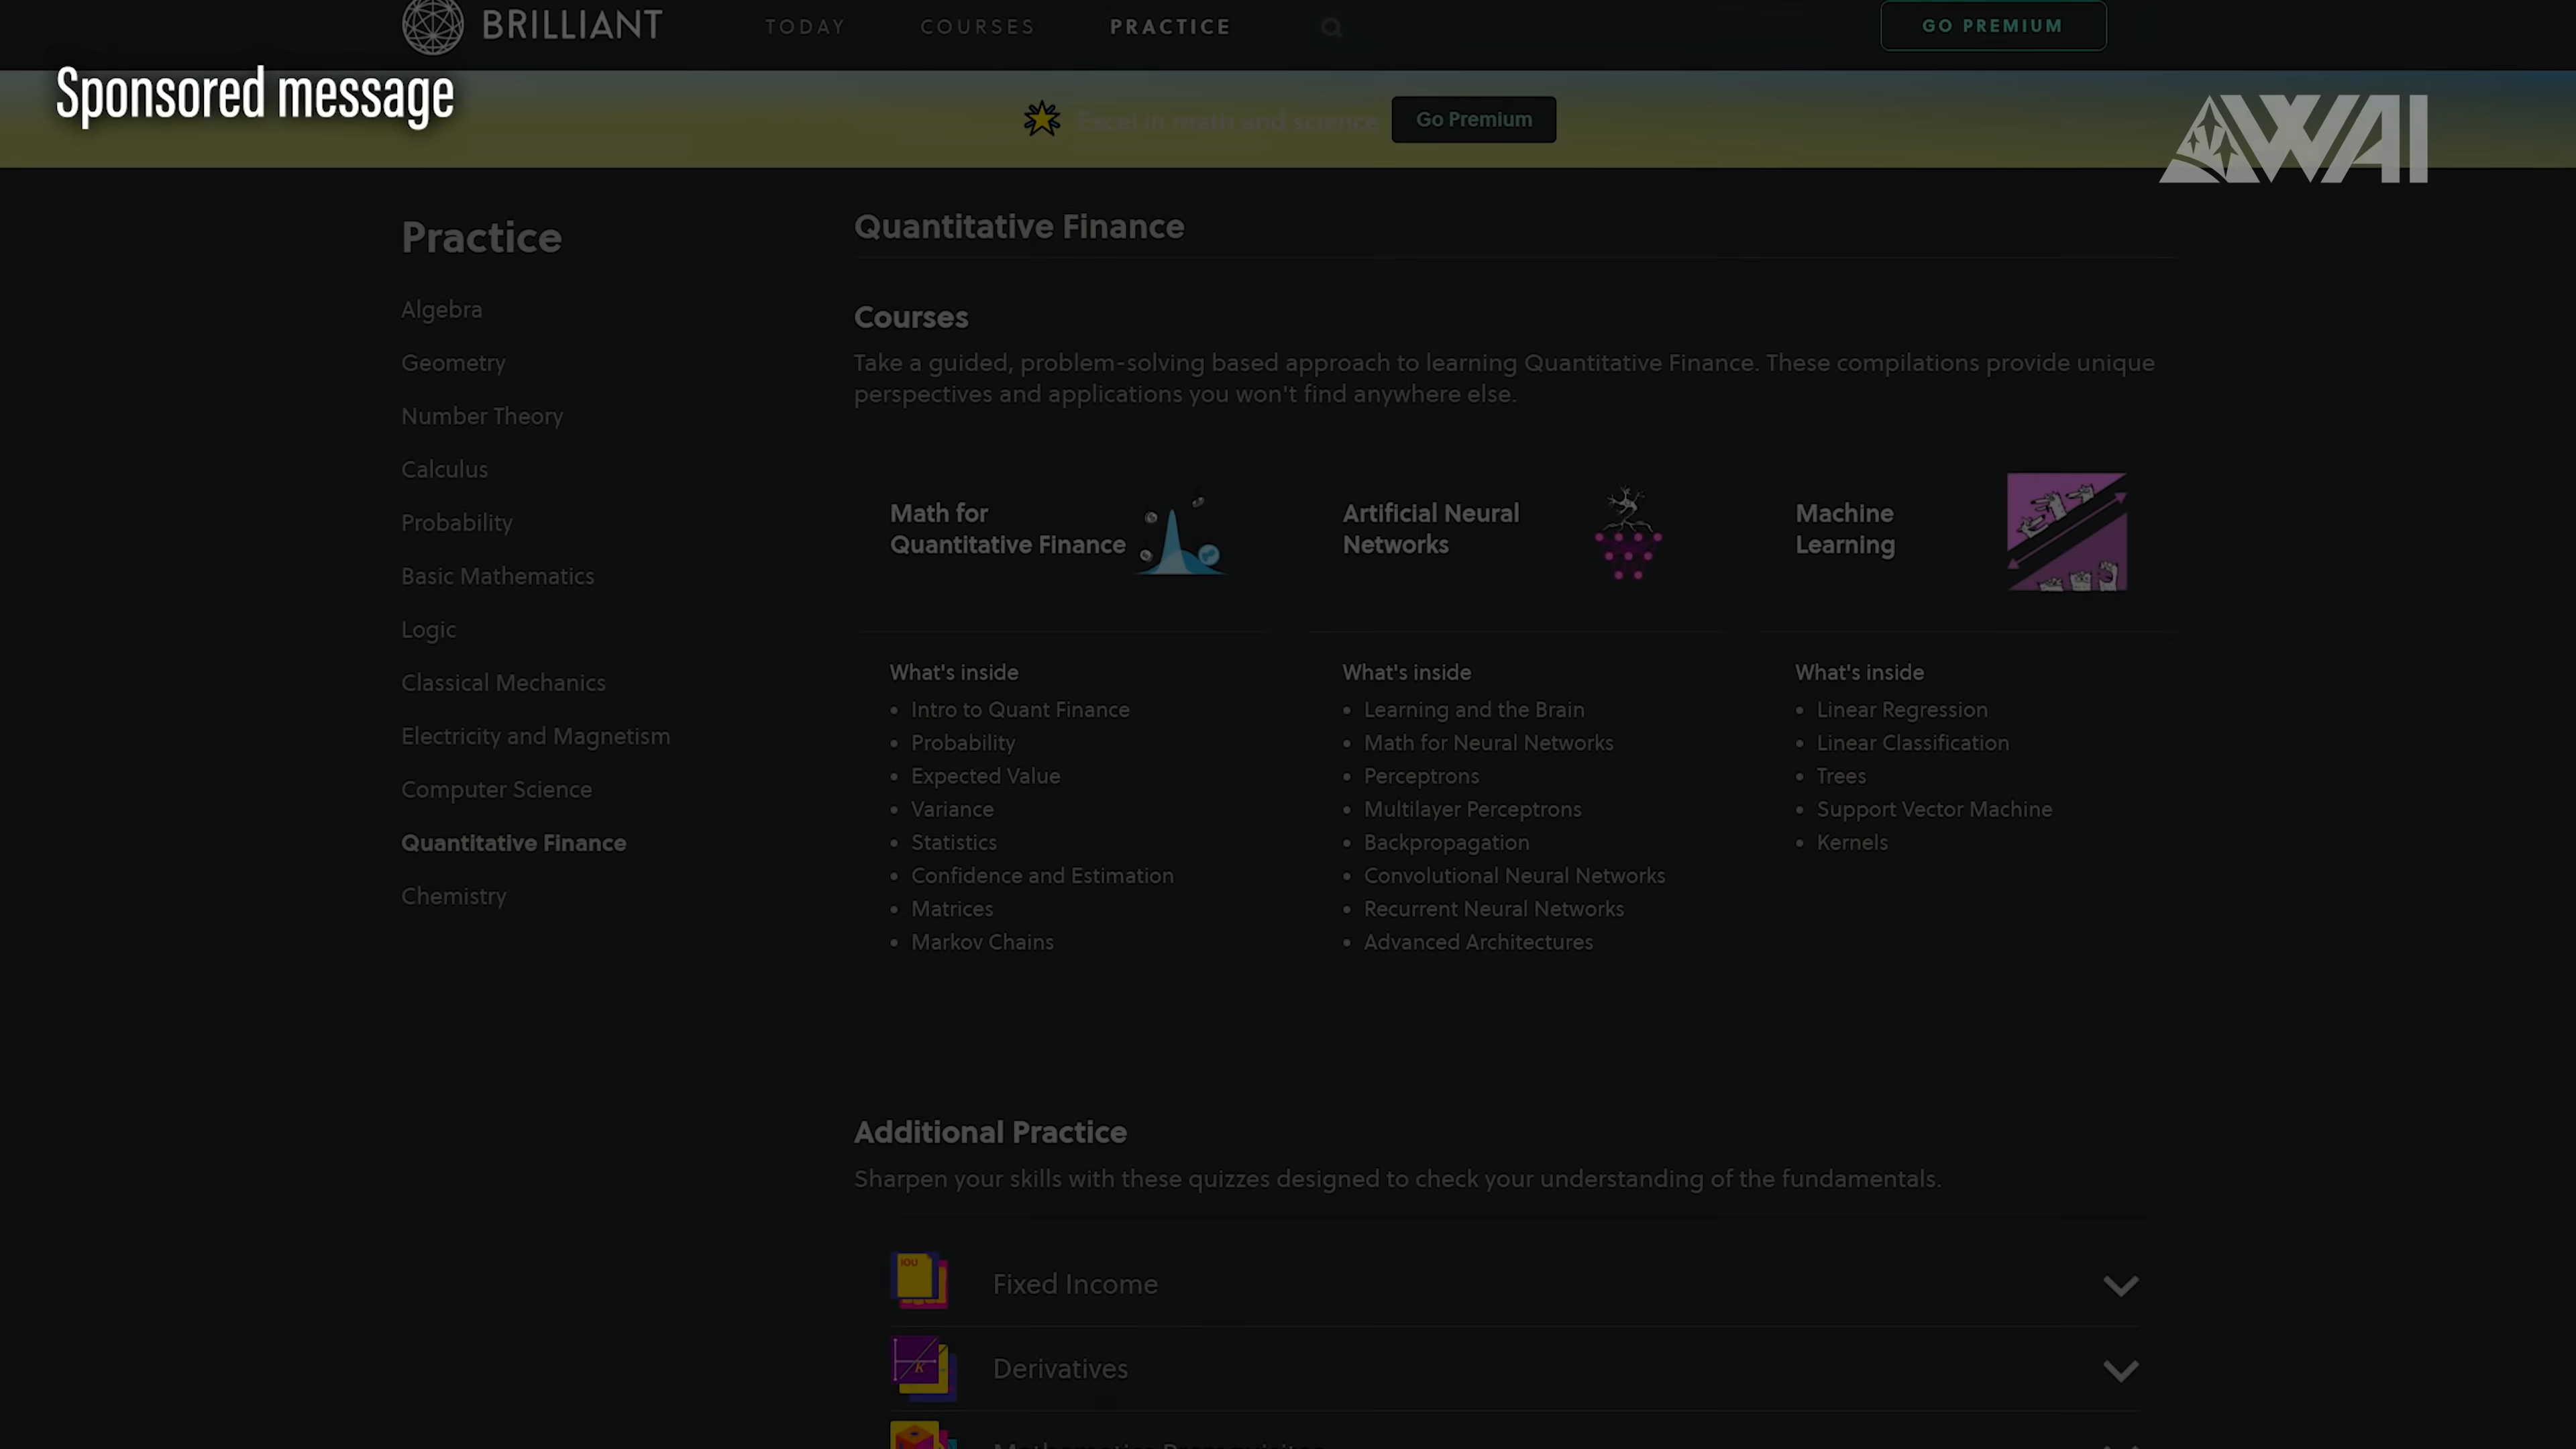 BRILLIANT
TODAY
COURSES
PRACTICE
GO PREMIUM
Sponsored message
Excel in math and science
Go Premium
WAI
Practice
Algebra
Geometry
Number Theory
Calculus
Probability
Basic Mathematics
Logic
Classical Mechanics
Electricity and Magnetism
Computer Science
Quantitative Finance
Chemistry
Quantitative Finance
Courses
Take a guided, problem-solving based approach to learning Quantitative Finance. These compilations provide unique
perspectives and applications you won't find anywhere else.
Math for
Quantitative Finance
What's inside
• Intro to Quant Finance
• Probability
• Expected Value
• Variance
• Statistics
• Confidence and Estimation
• Matrices
• Markov Chains
Artificial Neural
Networks
What's inside
• Learning and the Brain
• Math for Neural Networks
• Perceptrons
• Multilayer Perceptrons
• Backpropagation
• Convolutional Neural Networks
• Recurrent Neural Networks
• Advanced Architectures
Machine
Learning
What's inside
• Linear Regression
• Linear Classification
• Trees
• Support Vector Machine
• Kernels
Additional Practice
Sharpen your skills with these quizzes designed to check your understanding of the fundamentals.
IOU
Fixed Income
K
Derivatives